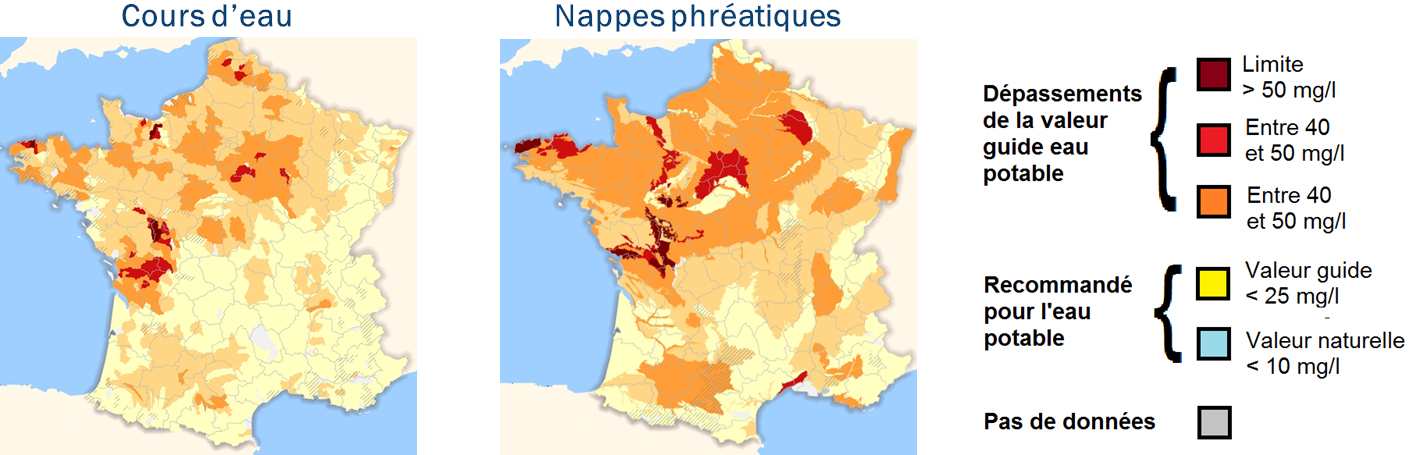 Cours d'eau
Nappes phréatiques
Dépassements
de la valeur
guide eau
potable
Limite
> 50 mg/l
Entre 40
et 50 mg/l
Entre 40
et 50 mg/l
Recommandé
pour l'eau
potable
Valeur guide
< 25 mg/l
Valeur naturelle
< 10 mg/l
Pas de données